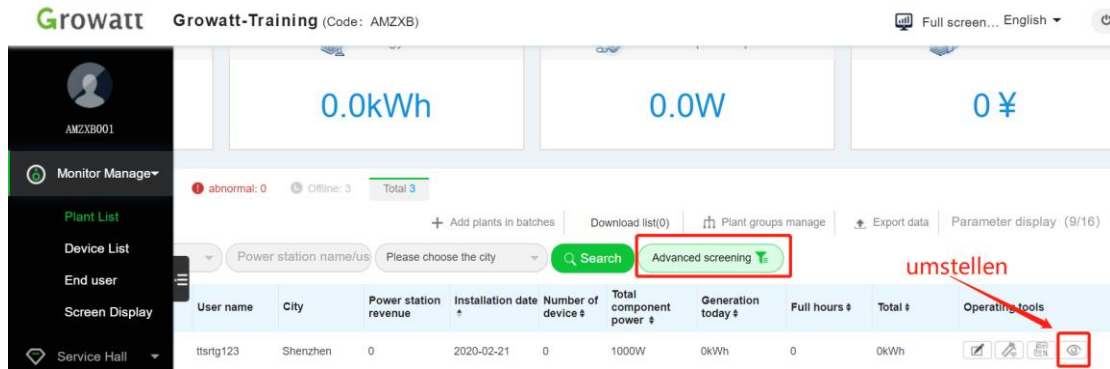 Growatt Growatt-Training (Code: AMZXB) Full screen... English
0.0kWh 0.0W 0 ¥
AMZXB001
Monitor Manage
abnormal: 0 Offline: 3 Total 3
Plant List
Add plants in batches Download list(0) Plant groups manage Export data Parameter display (9/16)
Device List
Power station name/us Please choose the city Search Advanced screening
umstellen
End user
Screen Display
User name City Power station revenue Installation date Number of device Total component power Generation today Full hours Total Operating tools
Service Hall
ttsrtg123 Shenzhen 0 2020-02-21 0 1000W 0kWh 0 0kWh